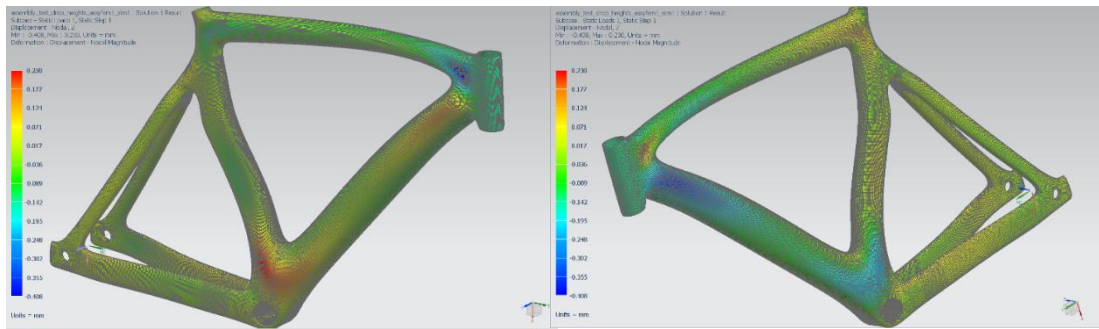 Solution 1 Result
Subcase - Static Loads 1, Static Step 1
Displacement - Nodal, Z
Min : -0.408, Max : 0.230, Units = mm
Deformation : Displacement - Nodal Magnitude
0.230
0.177
0.124
0.071
0.017
-0.036
-0.089
-0.142
-0.195
-0.248
-0.302
-0.355
-0.408
Units = mm
Solution 1 Result
Subcase - Static Loads 1, Static Step 1
Displacement - Nodal, Z
Min : -0.408, Max : 0.230, Units = mm
Deformation : Displacement - Nodal Magnitude
0.230
0.177
0.124
0.071
0.017
-0.036
-0.089
-0.142
-0.195
-0.248
-0.302
-0.355
-0.408
Units = mm